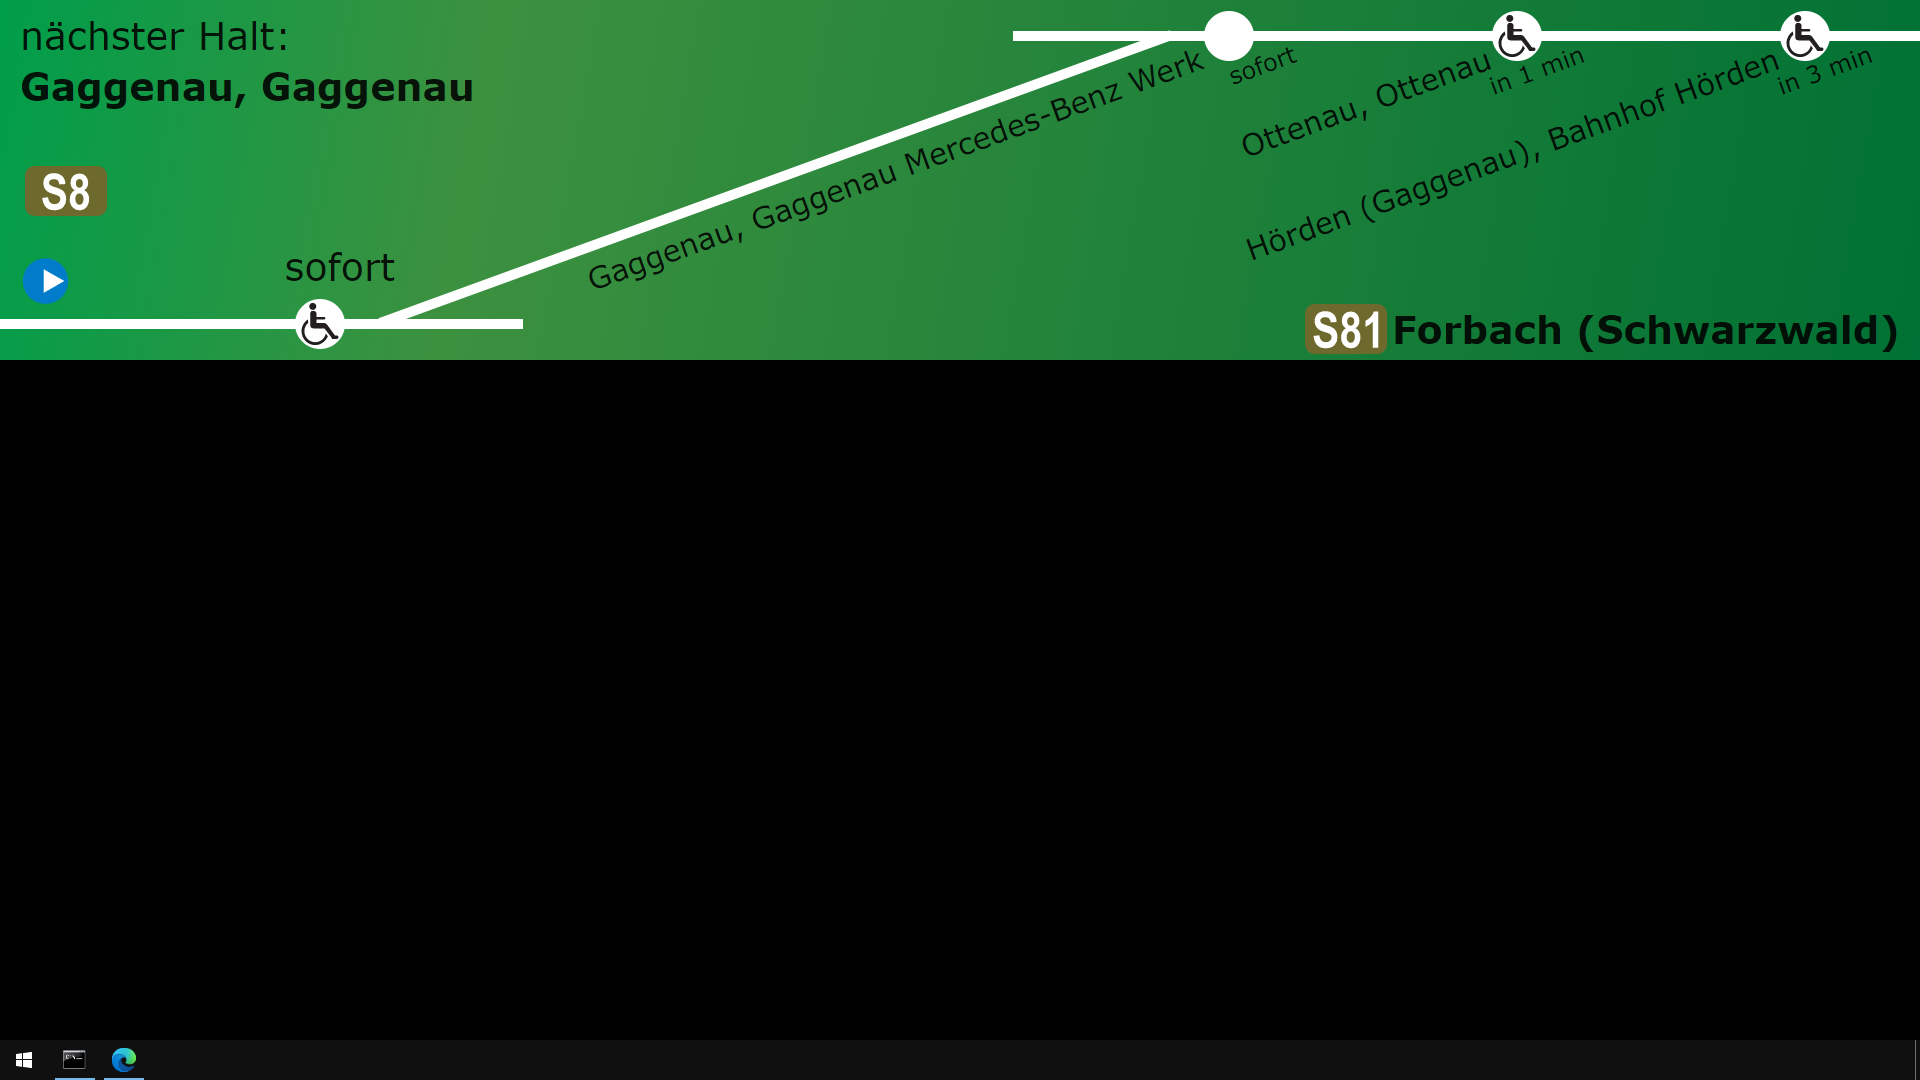 nächster Halt:
Gaggenau, Gaggenau
S8
sofort
Gaggenau, Gaggenau Mercedes-Benz Werk
sofort
Ottenau, Ottenau
in 1 min
Hörden (Gaggenau), Bahnhof Hörden
in 3 min
S81 Forbach (Schwarzwald)